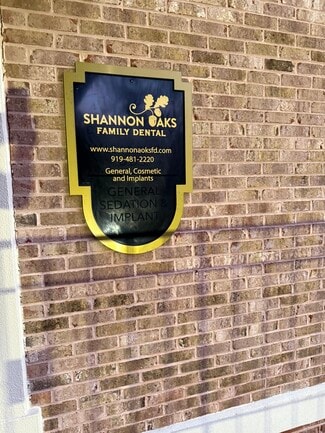 SHANNON OAKS
FAMILY DENTAL
www.shannonoaksfd.com
919-481-2220
General, Cosmetic
and Implants
GENERAL
SEDATION &
IMPLANT